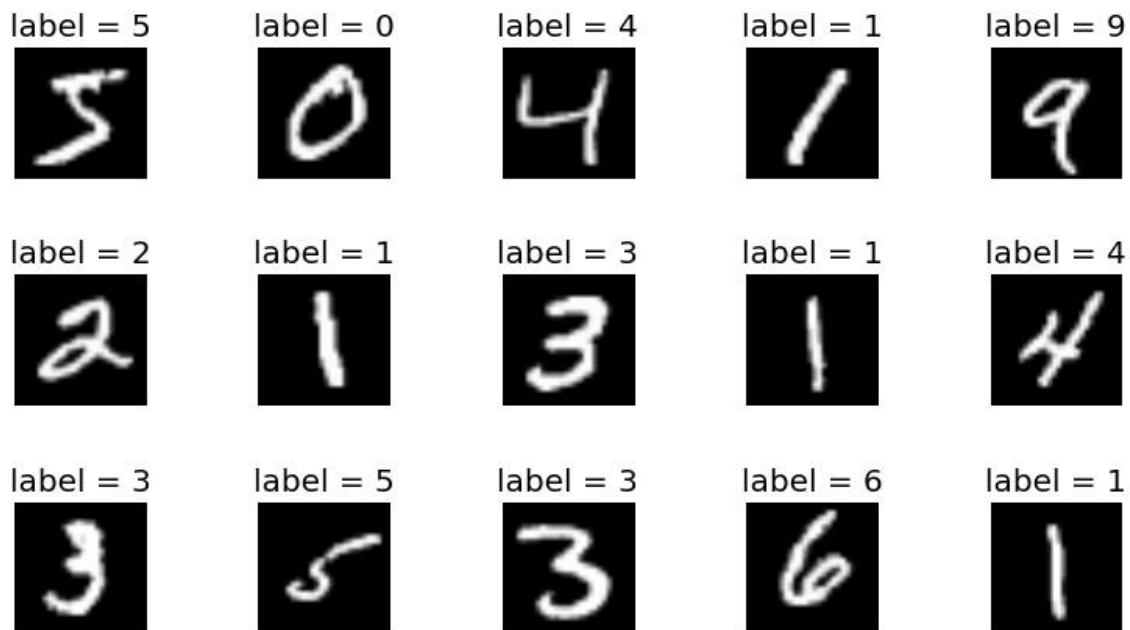 label = 5 label = 0 label = 4 label = 1 label = 9
5 0 4 1 9
label = 2 label = 1 label = 3 label = 1 label = 4
2 1 3 1 4
label = 3 label = 5 label = 3 label = 6 label = 1
3 5 3 6 1